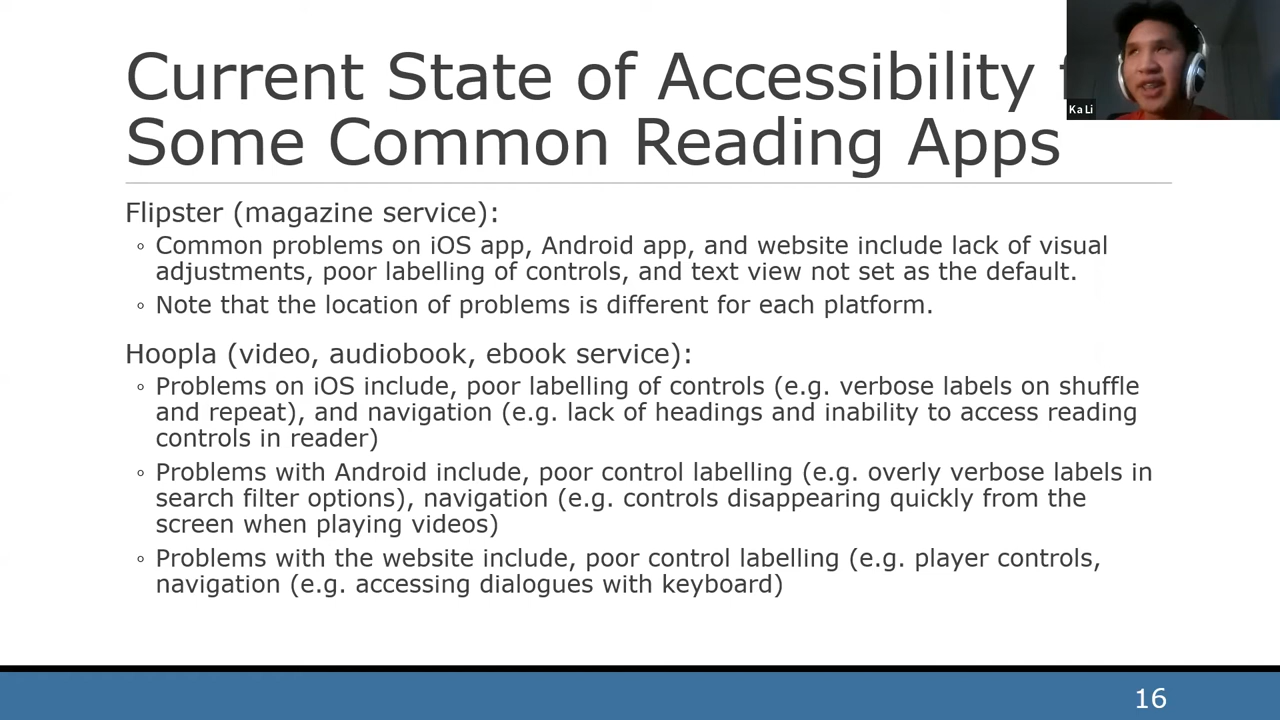 Current State of Accessibility
Some Common Reading Apps
Ka Li
Flipster (magazine service):
◦ Common problems on iOS app, Android app, and website include lack of visual
adjustments, poor labelling of controls, and text view not set as the default.
◦ Note that the location of problems is different for each platform.
Hoopla (video, audiobook, ebook service):
◦ Problems on iOS include, poor labelling of controls (e.g. verbose labels on shuffle
and repeat), and navigation (e.g. lack of headings and inability to access reading
controls in reader)
◦ Problems with Android include, poor control labelling (e.g. overly verbose labels in
search filter options), navigation (e.g. controls disappearing quickly from the
screen when playing videos)
◦ Problems with the website include, poor control labelling (e.g. player controls,
navigation (e.g. accessing dialogues with keyboard)
16